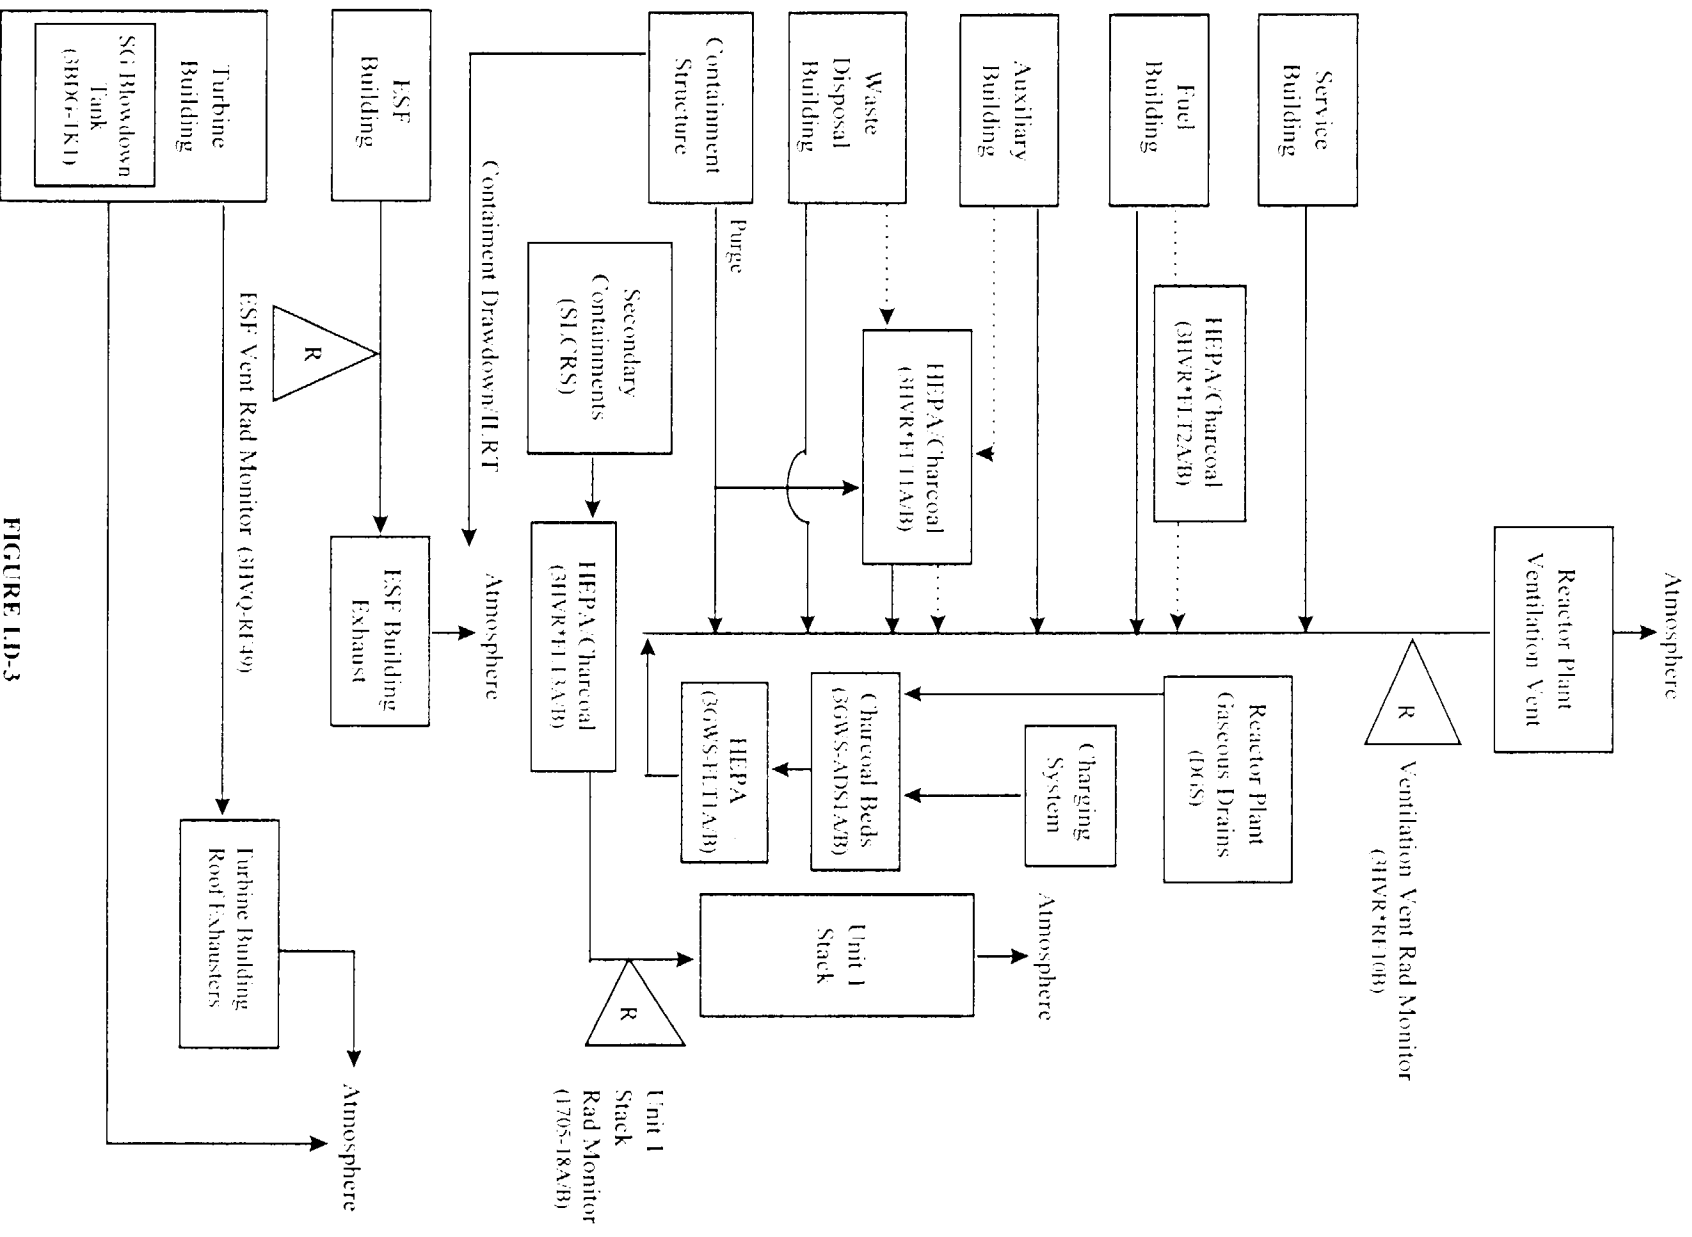 Atmosphere
Reactor Plant
Ventilation Vent
R
Ventilation Vent Rad Monitor
(3HVR*RE10B)
Service
Building
Fuel
Building
HEPA/Charcoal
(3HVR*FLT2A/B)
Auxiliary
Building
Waste
Disposal
Building
HEPA/Charcoal
(3HVR*FLT1A/B)
Containment
Structure
Purge
Containment Drawdown/ILRT
Atmosphere
Reactor Plant
Gaseous Drains
(DGS)
Charging
System
Charcoal Beds
(3GWS-ADS1A/B)
HEPA
(3GWS-FLT1A/B)
Secondary
Containments
(SLCRS)
HEPA/Charcoal
(3HVR*FLT3A/B)
Atmosphere
Unit 1
Stack
R
Unit 1
Stack
Rad Monitor
(1705-18A/B)
ESF
Building
R
ESF Vent Rad Monitor (3HVQ-RE49)
ESF Building
Exhaust
Turbine
Building
SG Blowdown
Tank
(3BDG-TK1)
Turbine Building
Roof Exhausters
Atmosphere
FIGURE I.D-3